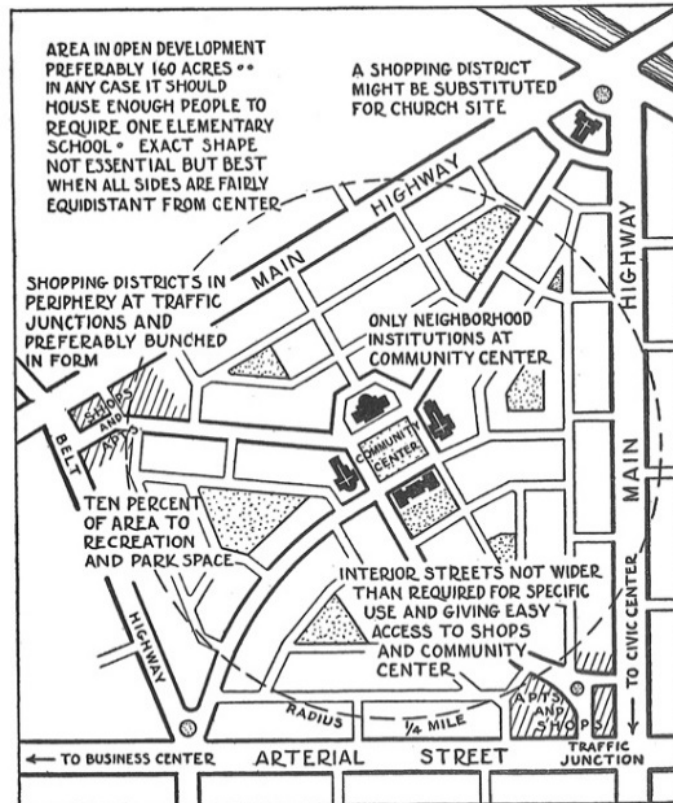 AREA IN OPEN DEVELOPMENT
PREFERABLY 160 ACRES ••
IN ANY CASE IT SHOULD
HOUSE ENOUGH PEOPLE TO
REQUIRE ONE ELEMENTARY
SCHOOL • EXACT SHAPE
NOT ESSENTIAL BUT BEST
WHEN ALL SIDES ARE FAIRLY
EQUIDISTANT FROM CENTER
A SHOPPING DISTRICT
MIGHT BE SUBSTITUTED
FOR CHURCH SITE
MAIN HIGHWAY
SHOPPING DISTRICTS IN
PERIPHERY AT TRAFFIC
JUNCTIONS AND
PREFERABLY BUNCHED
IN FORM
ONLY NEIGHBORHOOD
INSTITUTIONS AT
COMMUNITY CENTER
HIGHWAY
MAIN
SHOPS
AND
APTS
BELT
HIGHWAY
COMMUNITY
CENTER
TEN PERCENT
OF AREA TO
RECREATION
AND PARK SPACE
INTERIOR STREETS NOT WIDER
THAN REQUIRED FOR SPECIFIC
USE AND GIVING EASY
ACCESS TO SHOPS
AND COMMUNITY
CENTER
→ TO CIVIC CENTER
RADIUS ¼ MILE
APTS
AND
SHOPS
← TO BUSINESS CENTER
ARTERIAL STREET
TRAFFIC
JUNCTION